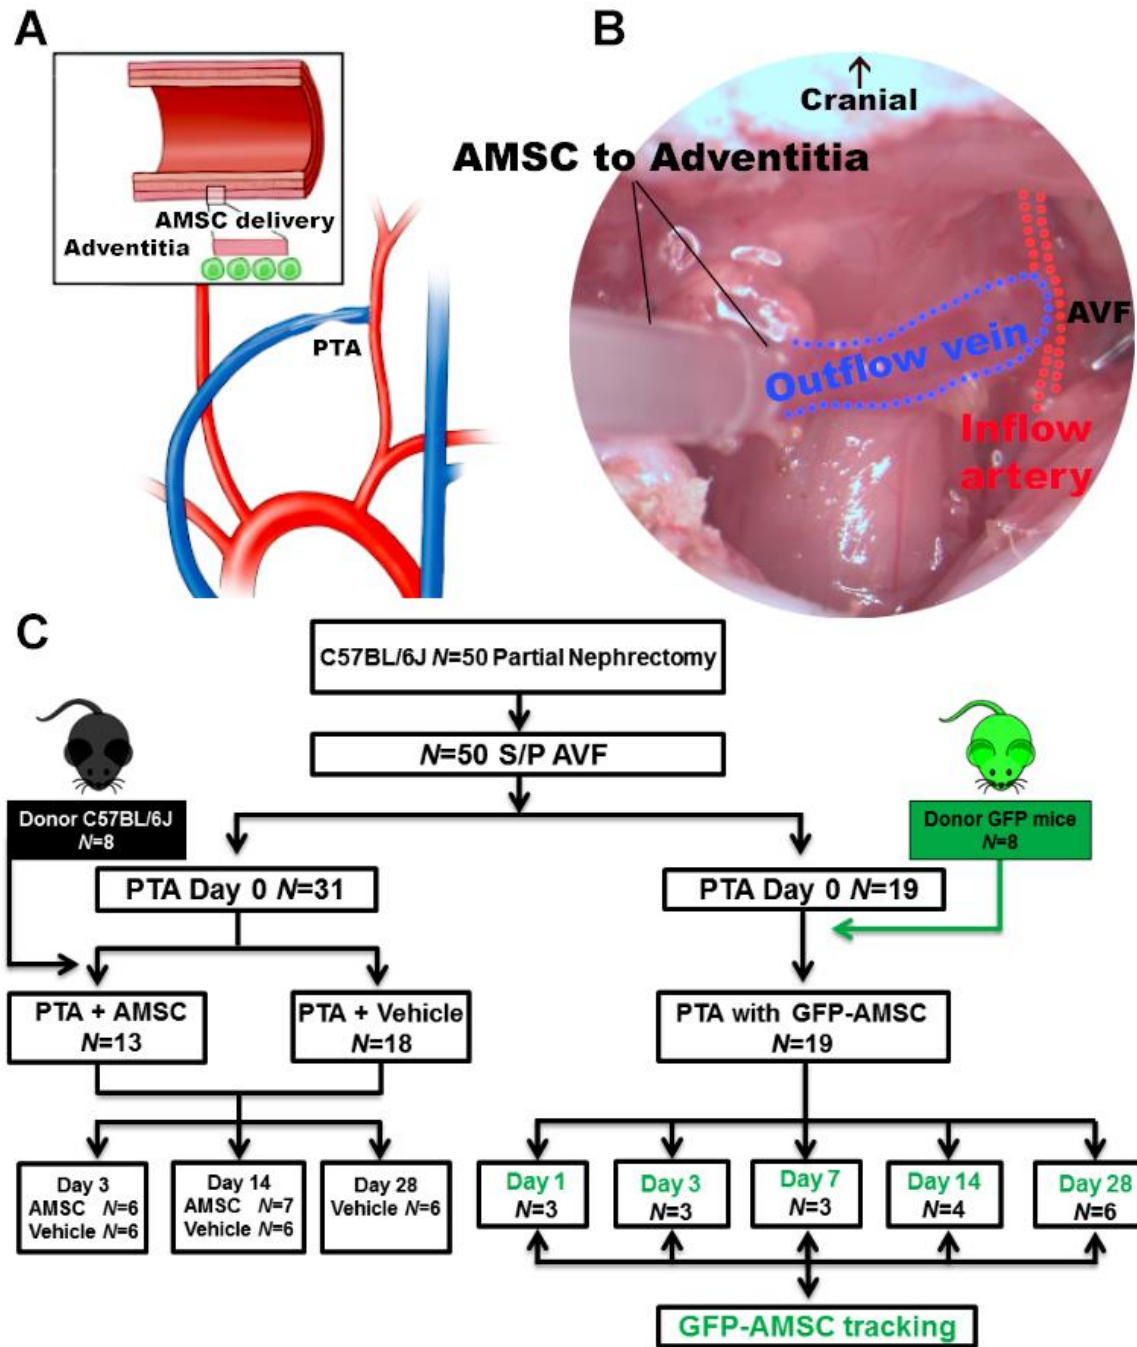 A
AMSC delivery
Adventitia
PTA
B
Cranial
AMSC to Adventitia
AVF
Outflow vein
Inflow
artery
C
C57BL/6J N=50 Partial Nephrectomy
N=50 S/P AVF
Donor C57BL/6J
N=8
Donor GFP mice
N=8
PTA Day 0 N=31
PTA Day 0 N=19
PTA + AMSC
N=13
PTA + Vehicle
N=18
PTA with GFP-AMSC
N=19
Day 3
AMSC N=6
Vehicle N=6
Day 14
AMSC N=7
Vehicle N=6
Day 28
Vehicle N=6
Day 1
N=3
Day 3
N=3
Day 7
N=3
Day 14
N=4
Day 28
N=6
GFP-AMSC tracking